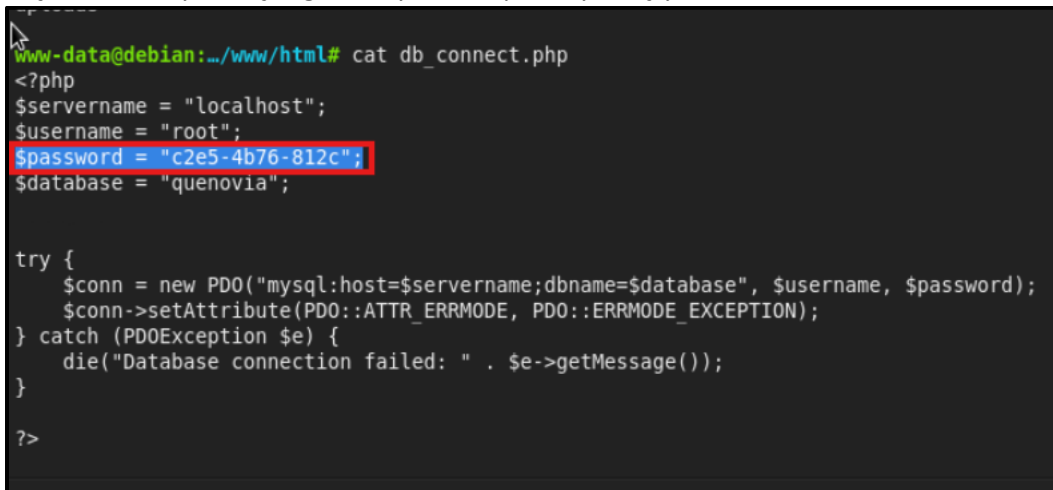 www-data@debian:…/www/html# cat db_connect.php
<?php
$servername = "localhost";
$username = "root";
$password = "c2e5-4b76-812c";
$database = "quenovia";
try {
    $conn = new PDO("mysql:host=$servername;dbname=$database", $username, $password);
    $conn->setAttribute(PDO::ATTR_ERRMODE, PDO::ERRMODE_EXCEPTION);
} catch (PDOException $e) {
    die("Database connection failed: " . $e->getMessage());
}
?>